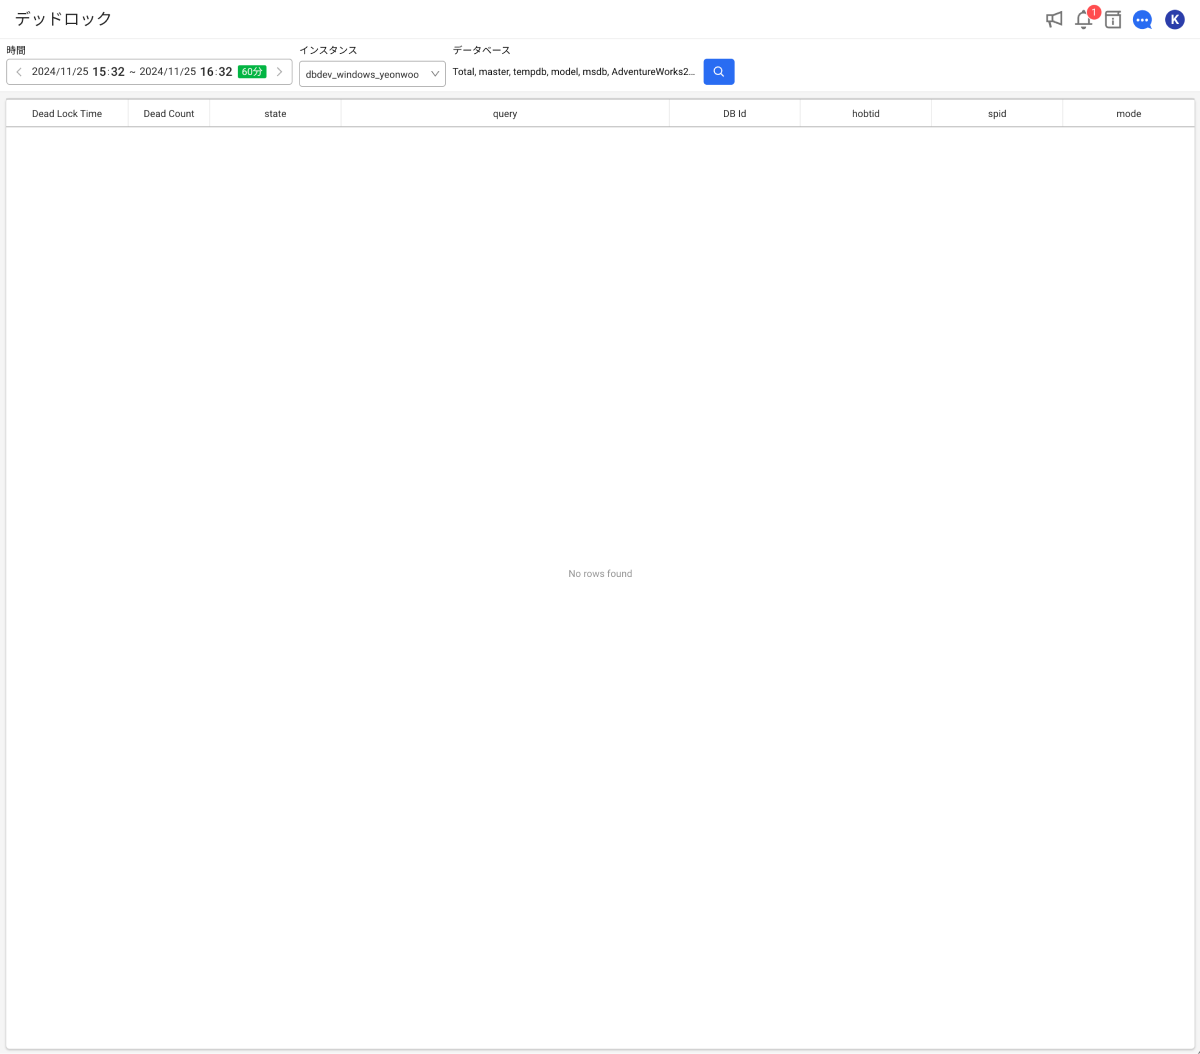 デッドロック
1
K
時間
インスタンス
データベース
2024/11/25 15:32 ~ 2024/11/25 16:32 60分
dbdev_windows_yeonwoo
Total, master, tempdb, model, msdb, AdventureWorks2...
Dead Lock Time
Dead Count
state
query
DB Id
hobtid
spid
mode
No rows found